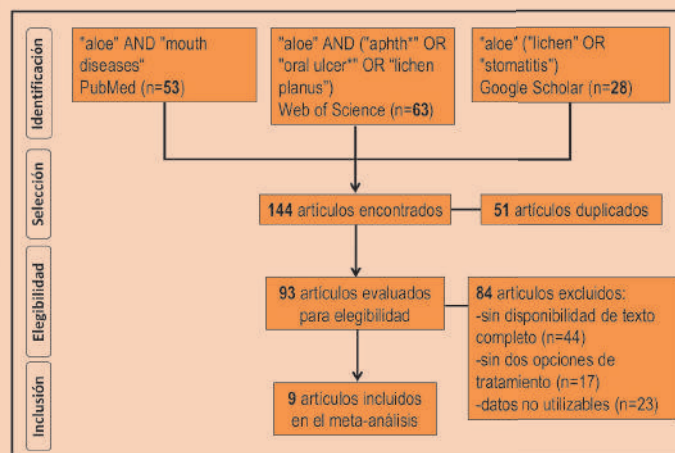 Identificación
"aloe" AND "mouth
diseases"
PubMed (n=53)
"aloe" AND ("aphth*" OR
"oral ulcer*" OR "lichen
planus")
Web of Science (n=63)
"aloe" ("lichen" OR
"stomatitis")
Google Scholar (n=28)
Selección
144 artículos encontrados
51 artículos duplicados
Elegibilidad
93 artículos evaluados
para elegibilidad
84 artículos excluidos:
-sin disponibilidad de texto
completo (n=44)
-sin dos opciones de
tratamiento (n=17)
-datos no utilizables (n=23)
Inclusión
9 artículos incluidos
en el meta-análisis